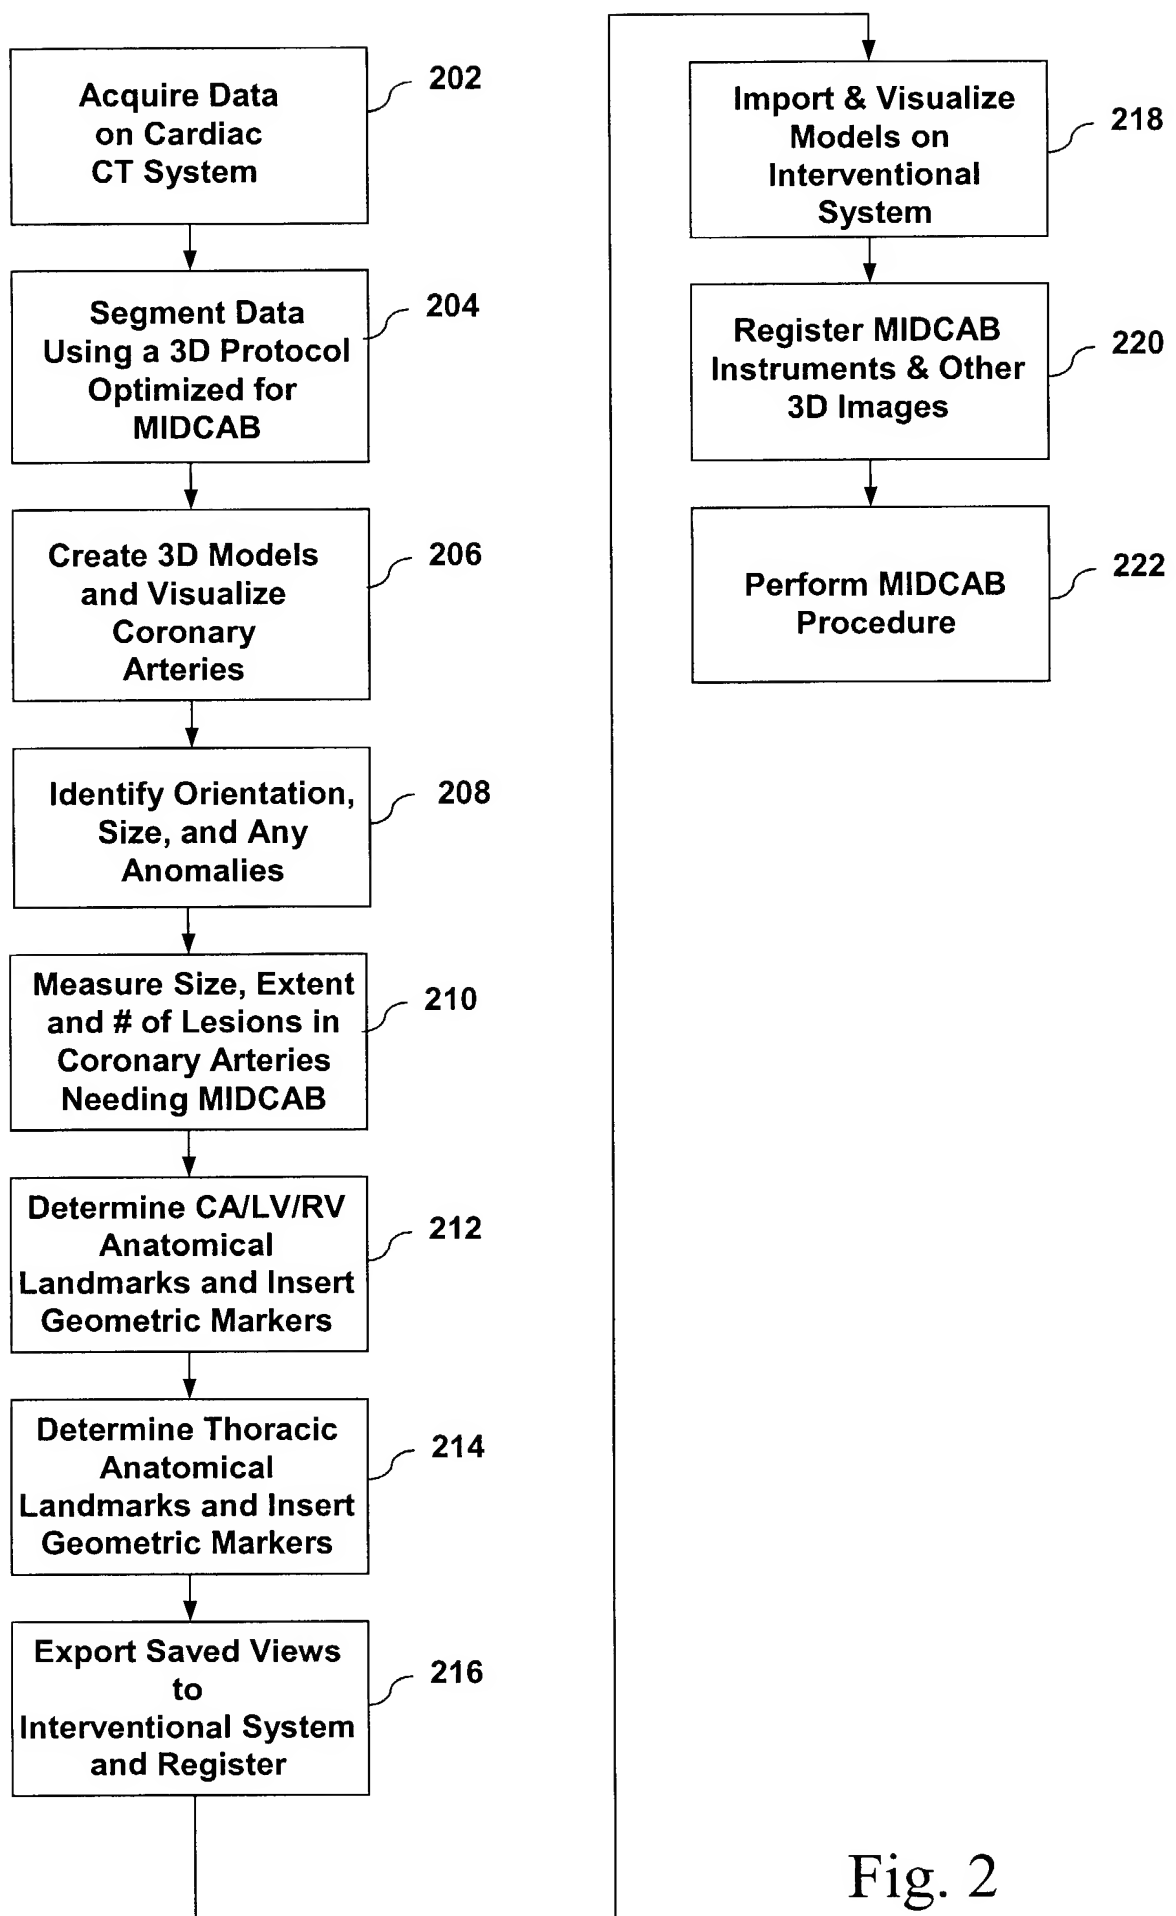 Acquire Data
on Cardiac
CT System
202
Segment Data
Using a 3D Protocol
Optimized for
MIDCAB
204
Create 3D Models
and Visualize
Coronary
Arteries
206
Identify Orientation,
Size, and Any
Anomalies
208
Measure Size, Extent
and # of Lesions in
Coronary Arteries
Needing MIDCAB
210
Determine CA/LV/RV
Anatomical
Landmarks and Insert
Geometric Markers
212
Determine Thoracic
Anatomical
Landmarks and Insert
Geometric Markers
214
Export Saved Views
to
Interventional System
and Register
216
Import & Visualize
Models on
Interventional
System
218
Register MIDCAB
Instruments & Other
3D Images
220
Perform MIDCAB
Procedure
222
Fig. 2